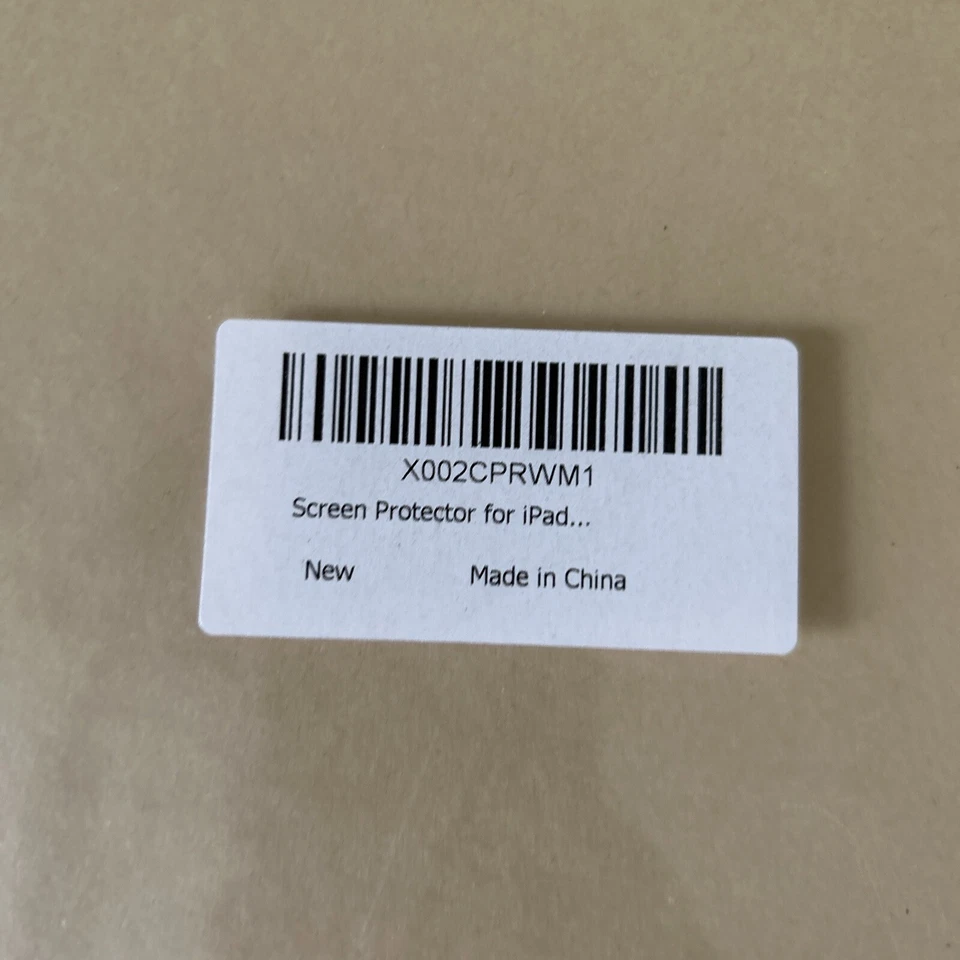 X002CPRWM1
Screen Protector for iPad...
New Made in China